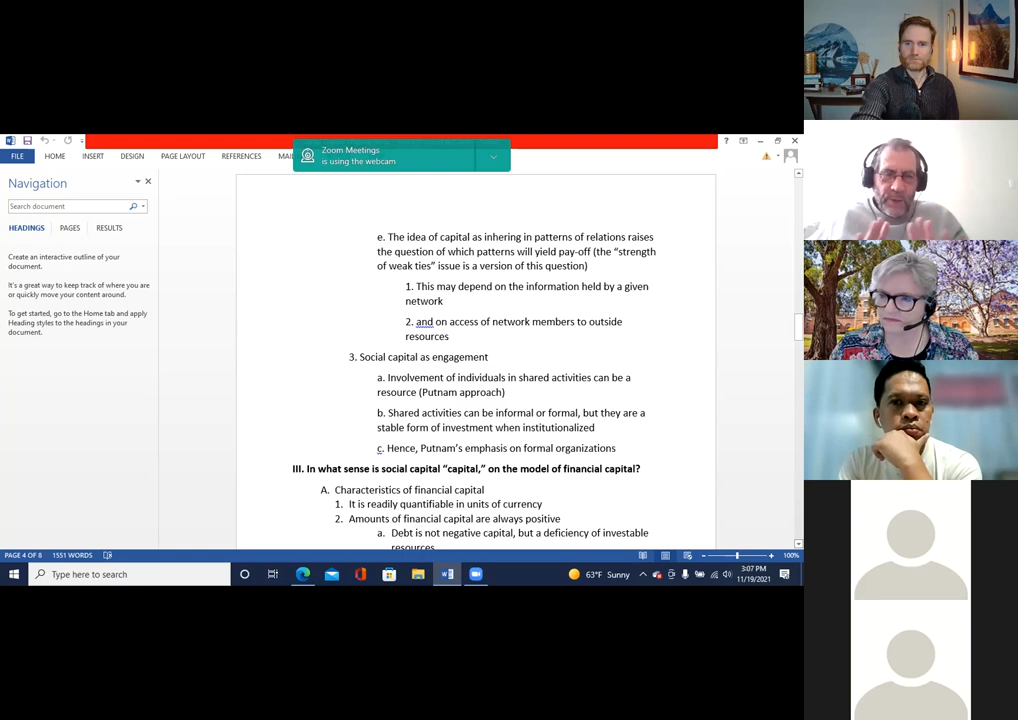 Zoom Meetings
is using the webcam
?
FILE HOME INSERT DESIGN PAGE LAYOUT REFERENCES MAI
Navigation
Search document
HEADINGS PAGES RESULTS
Create an interactive outline of your
document.
It's a great way to keep track of where you are
or quickly move your content around.
To get started, go to the Home tab and apply
Heading styles to the headings in your
document.
e. The idea of capital as inhering in patterns of relations raises
the question of which patterns will yield pay-off (the “strength
of weak ties” issue is a version of this question)
1. This may depend on the information held by a given
network
2. and on access of network members to outside
resources
3. Social capital as engagement
a. Involvement of individuals in shared activities can be a
resource (Putnam approach)
b. Shared activities can be informal or formal, but they are a
stable form of investment when institutionalized
c. Hence, Putnam’s emphasis on formal organizations
III. In what sense is social capital “capital,” on the model of financial capital?
A. Characteristics of financial capital
1. It is readily quantifiable in units of currency
2. Amounts of financial capital are always positive
a. Debt is not negative capital, but a deficiency of investable
resources
PAGE 4 OF 8 1551 WORDS 100%
Type here to search
63°F Sunny
3:07 PM
11/19/2021